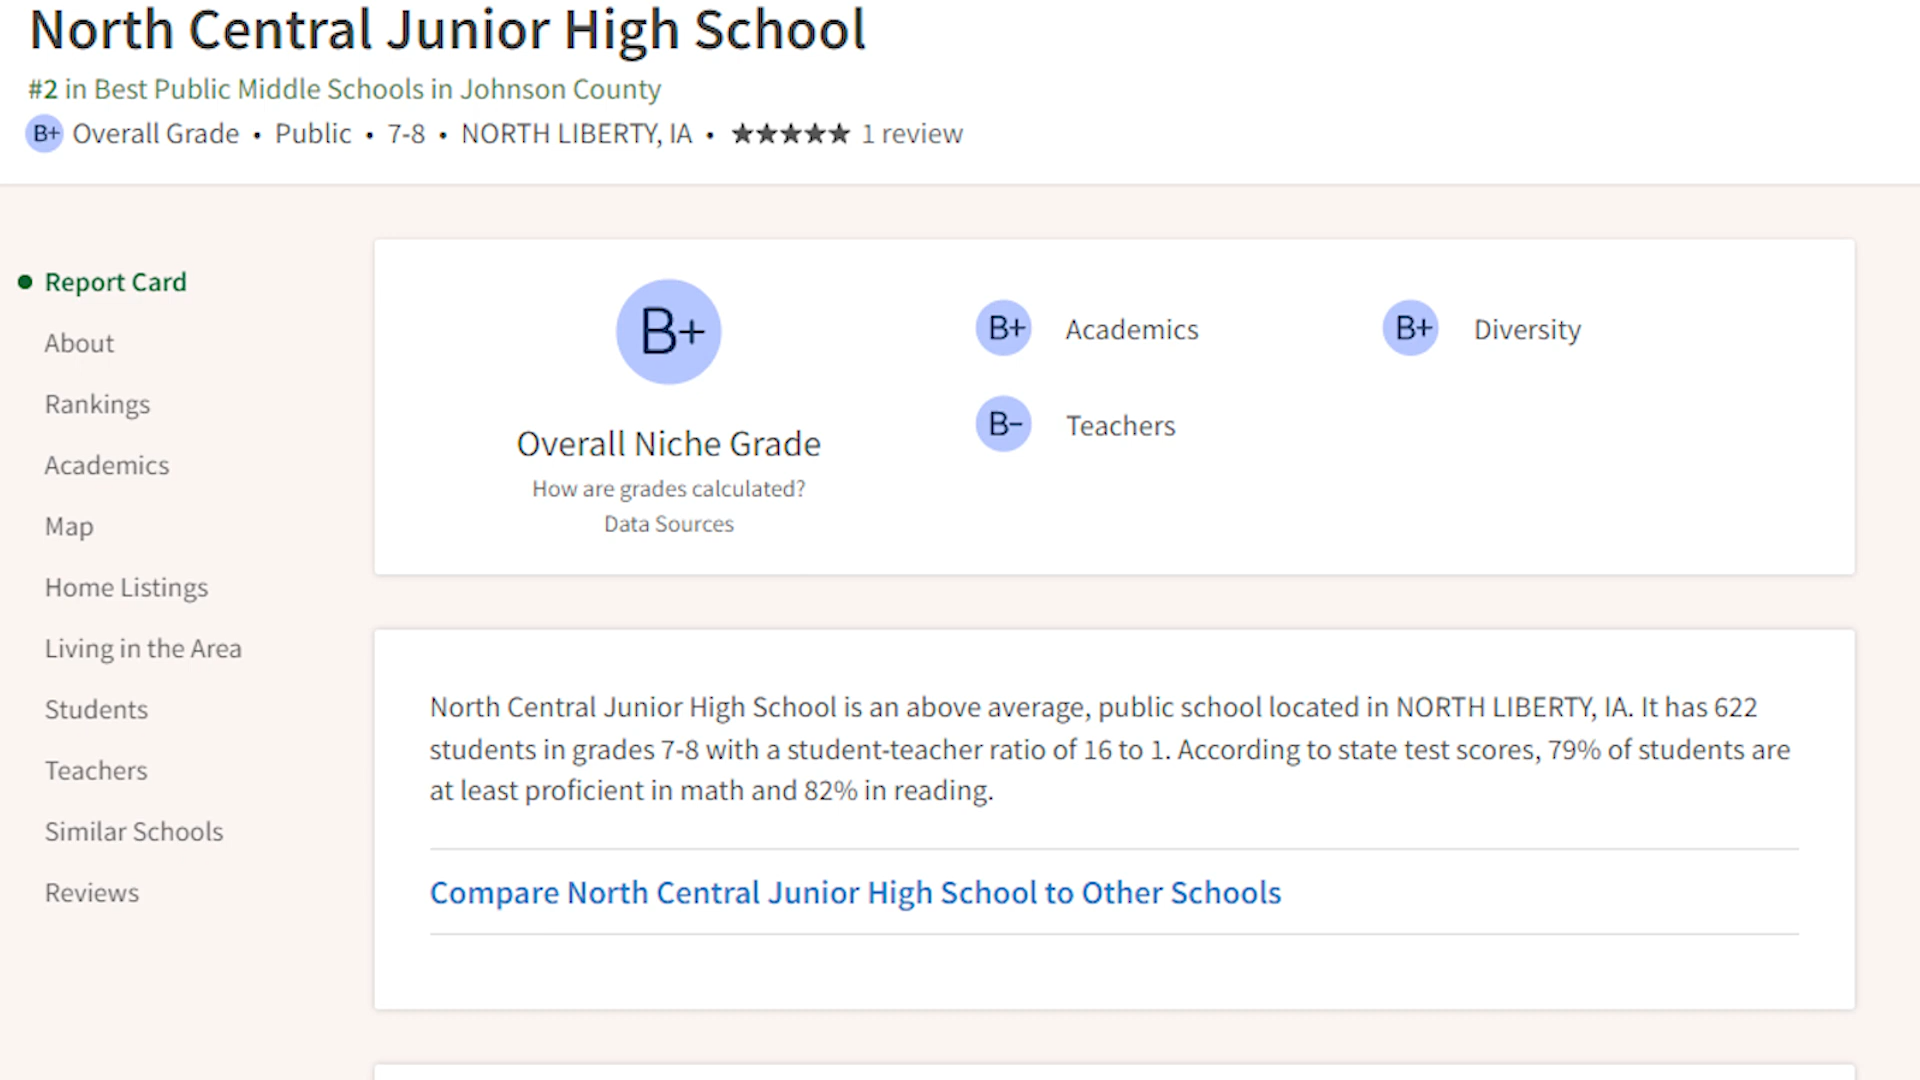 North Central Junior High School
#2 in Best Public Middle Schools in Johnson County
B+ Overall Grade • Public • 7-8 • NORTH LIBERTY, IA • ★★★★★ 1 review
Report Card
About
Rankings
Academics
Map
Home Listings
Living in the Area
Students
Teachers
Similar Schools
Reviews
B+
Overall Niche Grade
How are grades calculated?
Data Sources
B+ Academics
B+ Diversity
B− Teachers
North Central Junior High School is an above average, public school located in NORTH LIBERTY, IA. It has 622
students in grades 7-8 with a student-teacher ratio of 16 to 1. According to state test scores, 79% of students are
at least proficient in math and 82% in reading.
Compare North Central Junior High School to Other Schools